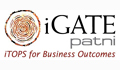 iGATE
patni
iTOPS for Business Outcomes